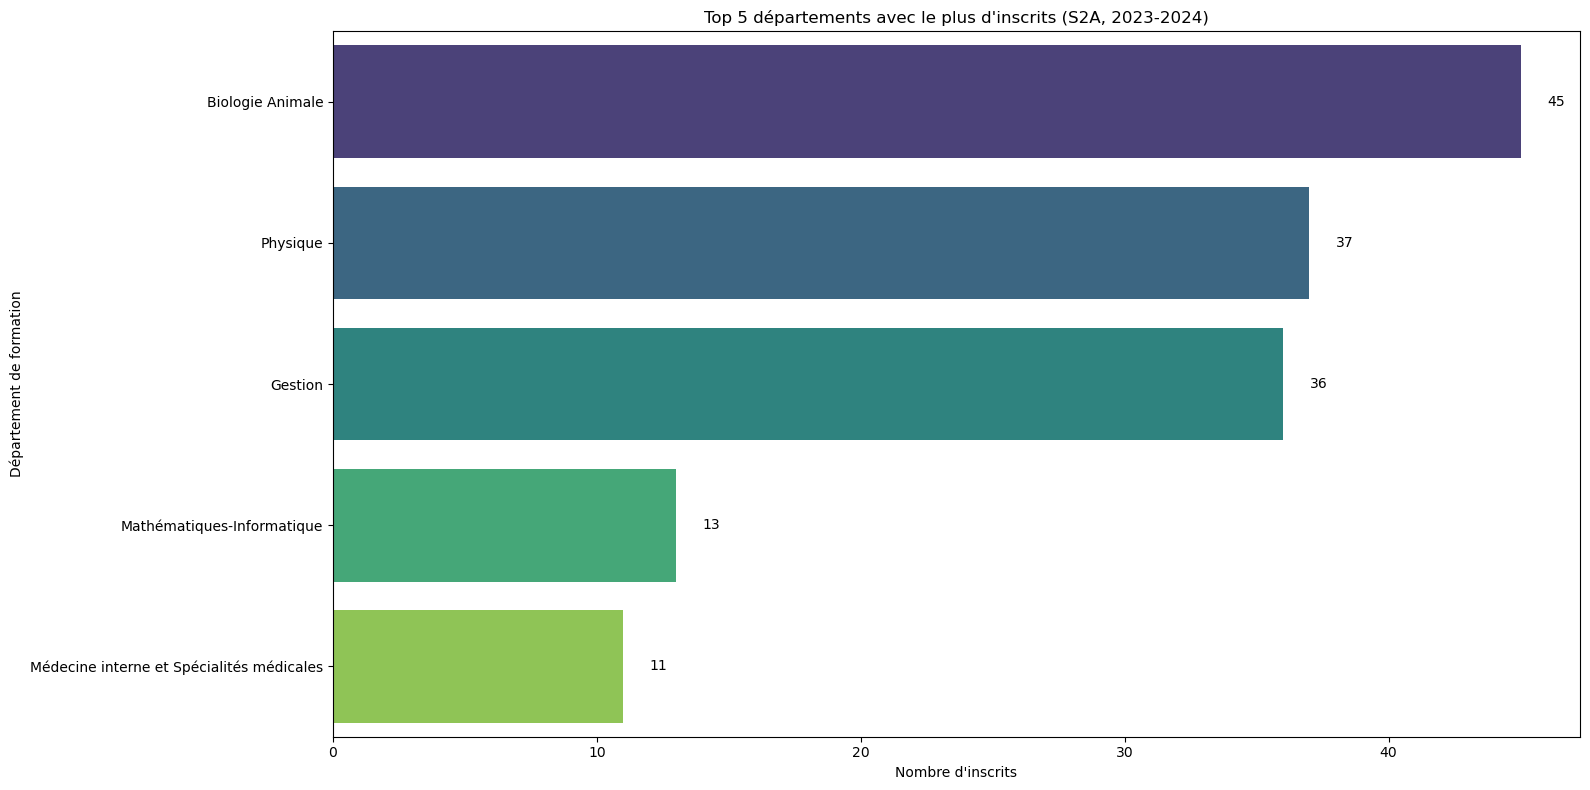 Top 5 départements avec le plus d'inscrits (S2A, 2023-2024)
Département de formation
Biologie Animale
45
Physique
37
Gestion
36
Mathématiques-Informatique
13
Médecine interne et Spécialités médicales
11
0
10
20
30
40
Nombre d'inscrits